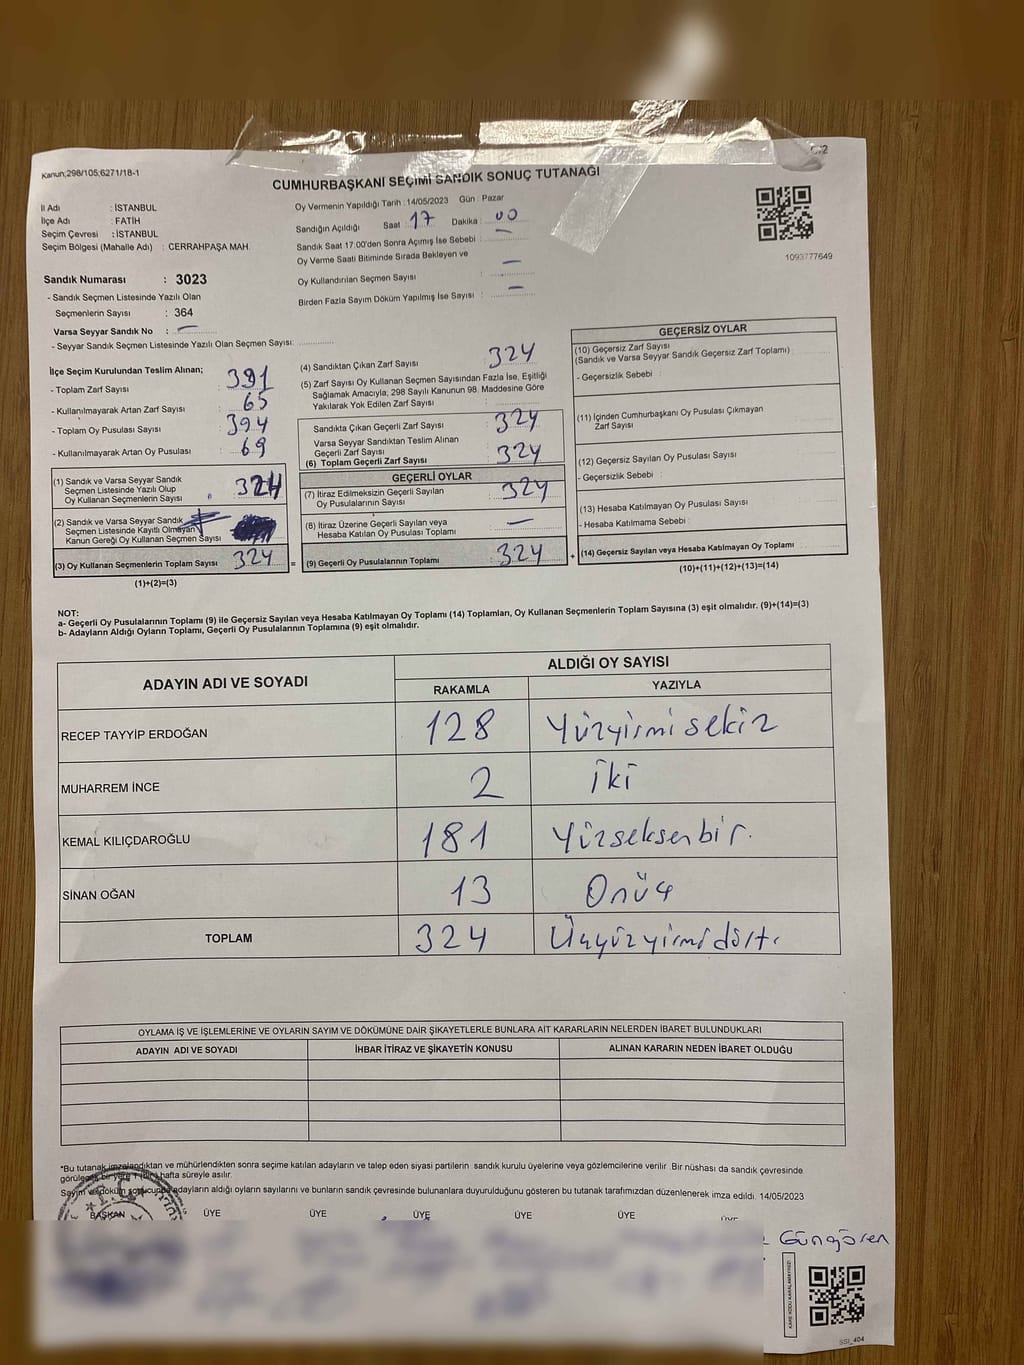 Kanun;298/105;6271/18-1
CUMHURBAŞKANI SEÇİMİ SANDIK SONUÇ TUTANAĞI
İl Adı : İSTANBUL
İlçe Adı : FATİH
Seçim Çevresi : İSTANBUL
Seçim Bölgesi (Mahalle Adı) : CERRAHPAŞA MAH.
Oy Vermenin Yapıldığı Tarih : 14/05/2023 Gün : Pazar
Sandığın Açıldığı Saat 17 Dakika : 00
Sandık Saat 17:00'den Sonra Açımış İse Sebebi : —
Oy Verme Saati Bitiminde Sırada Bekleyen ve
Oy Kullandırılan Seçmen Sayısı : —
Birden Fazla Sayım Döküm Yapılmış İse Sayısı : —
1093777649
Sandık Numarası : 3023
- Sandık Seçmen Listesinde Yazılı Olan
Seçmenlerin Sayısı : 364
Varsa Seyyar Sandık No : —
- Seyyar Sandık Seçmen Listesinde Yazılı Olan Seçmen Sayısı:
İlçe Seçim Kurulundan Teslim Alınan;
- Toplam Zarf Sayısı : 391
- Kullanılmayarak Artan Zarf Sayısı : 65
- Toplam Oy Pusulası Sayısı : 394
- Kullanılmayarak Artan Oy Pusulası : 69
(1) Sandık ve Varsa Seyyar Sandık
Seçmen Listesinde Yazılı Olup
Oy Kullanan Seçmenlerin Sayısı : 324
(2) Sandık ve Varsa Seyyar Sandık
Seçmen Listesinde Kayıtlı Olmayan
Kanun Gereği Oy Kullanan Seçmen Sayısı
(3) Oy Kullanan Seçmenlerin Toplam Sayısı 324
(1)+(2)=(3)
(4) Sandıktan Çıkan Zarf Sayısı : 324
(5) Zarf Sayısı Oy Kullanan Seçmen Sayısından Fazla İse, Eşitliği
Sağlamak Amacıyla; 298 Sayılı Kanunun 98. Maddesine Göre
Yakılarak Yok Edilen Zarf Sayısı :
Sandıkta Çıkan Geçerli Zarf Sayısı : 324
Varsa Seyyar Sandıktan Teslim Alınan
Geçerli Zarf Sayısı
(6) Toplam Geçerli Zarf Sayısı : 324
GEÇERLİ OYLAR
(7) İtiraz Edilmeksizin Geçerli Sayılan
Oy Pusulalarının Sayısı : 324
(8) İtiraz Üzerine Geçerli Sayılan veya
Hesaba Katılan Oy Pusulası Toplamı : —
(9) Geçerli Oy Pusulalarının Toplamı : 324
GEÇERSİZ OYLAR
(10) Geçersiz Zarf Sayısı
(Sandık ve Varsa Seyyar Sandık Geçersiz Zarf Toplamı) :
- Geçersizlik Sebebi :
(11) İçinden Cumhurbaşkanı Oy Pusulası Çıkmayan
Zarf Sayısı :
(12) Geçersiz Sayılan Oy Pusulası Sayısı :
- Geçersizlik Sebebi :
(13) Hesaba Katılmayan Oy Pusulası Sayısı :
- Hesaba Katılmama Sebebi :
(14) Geçersiz Sayılan veya Hesaba Katılmayan Oy Toplamı
(10)+(11)+(12)+(13)=(14)
NOT:
a- Geçerli Oy Pusulalarının Toplamı (9) ile Geçersiz Sayılan veya Hesaba Katılmayan Oy Toplamı (14) Toplamları, Oy Kullanan Seçmenlerin Toplam Sayısına (3) eşit olmalıdır. (9)+(14)=(3)
b- Adayların Aldığı Oyların Toplamı, Geçerli Oy Pusulalarının Toplamına (9) eşit olmalıdır.
ADAYIN ADI VE SOYADI
ALDIĞI OY SAYISI
RAKAMLA YAZIYLA
RECEP TAYYİP ERDOĞAN 128 Yüzyirmisekiz
MUHARREM İNCE 2 iki
KEMAL KILIÇDAROĞLU 181 Yüzseksenbir.
SİNAN OĞAN 13 Onüç
TOPLAM 324 Üçyüzyirmidört.
OYLAMA İŞ VE İŞLEMLERİNE VE OYLARIN SAYIM VE DÖKÜMÜNE DAİR ŞİKAYETLERLE BUNLARA AİT KARARLARIN NELERDEN İBARET BULUNDUKLARI
ADAYIN ADI VE SOYADI İHBAR İTİRAZ VE ŞİKAYETİN KONUSU ALINAN KARARIN NEDEN İBARET OLDUĞU
*Bu tutanak imzalandıktan ve mühürlendikten sonra seçime katılan adayların ve talep eden siyasi partilerin sandık kurulu üyelerine veya gözlemcilerine verilir. Bir nüshası da sandık çevresinde
görülecek bir yere 1 (bir) hafta süreyle asılır.
Sayım ve döküm sonucunda adayların aldığı oyların sayılarını ve bunların sandık çevresinde bulunanlara duyurulduğunu gösteren bu tutanak tarafımızdan düzenlenerek imza edildi. 14/05/2023
BAŞKAN ÜYE ÜYE ÜYE ÜYE ÜYE ÜYE
Güngören
KARE KODU KARALAMAYINIZ!
SSI_404